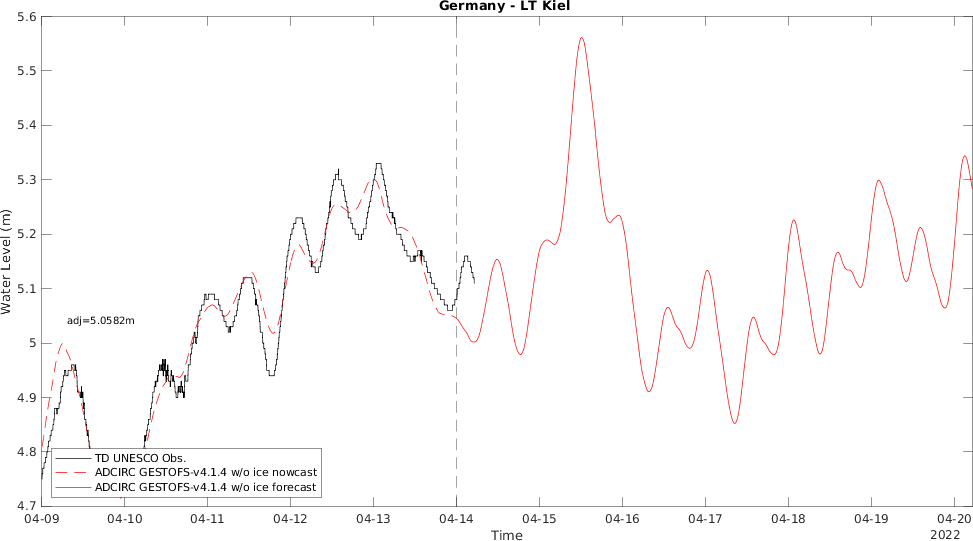 Germany - LT Kiel
5.6
5.5
5.4
5.3
5.2
5.1
5
4.9
4.8
4.7
Water Level (m)
adj=5.0582m
TD UNESCO Obs.
ADCIRC GESTOFS-v4.1.4 w/o ice nowcast
ADCIRC GESTOFS-v4.1.4 w/o ice forecast
04-09 04-10 04-11 04-12 04-13 04-14 04-15 04-16 04-17 04-18 04-19 04-20
Time
2022